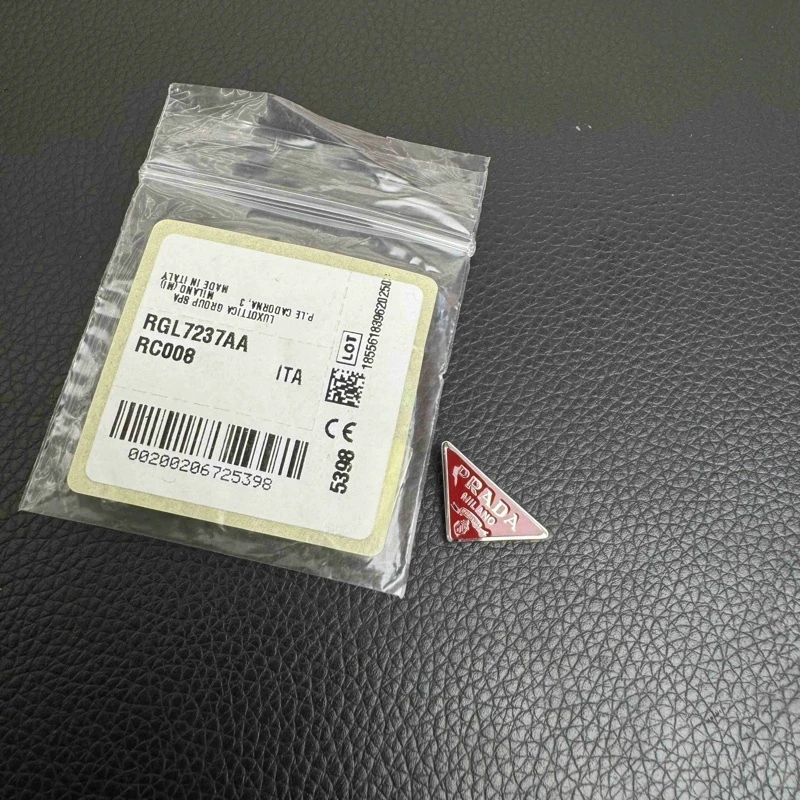 LUXOTTICA GROUP SPA
P.LE CADORNA, 3
MILANO (MI)
MADE IN ITALY
RGL7237AA
RC008
ITA
LOT
185561839620250
CE
5398
00200206725398
PRADA
MILANO